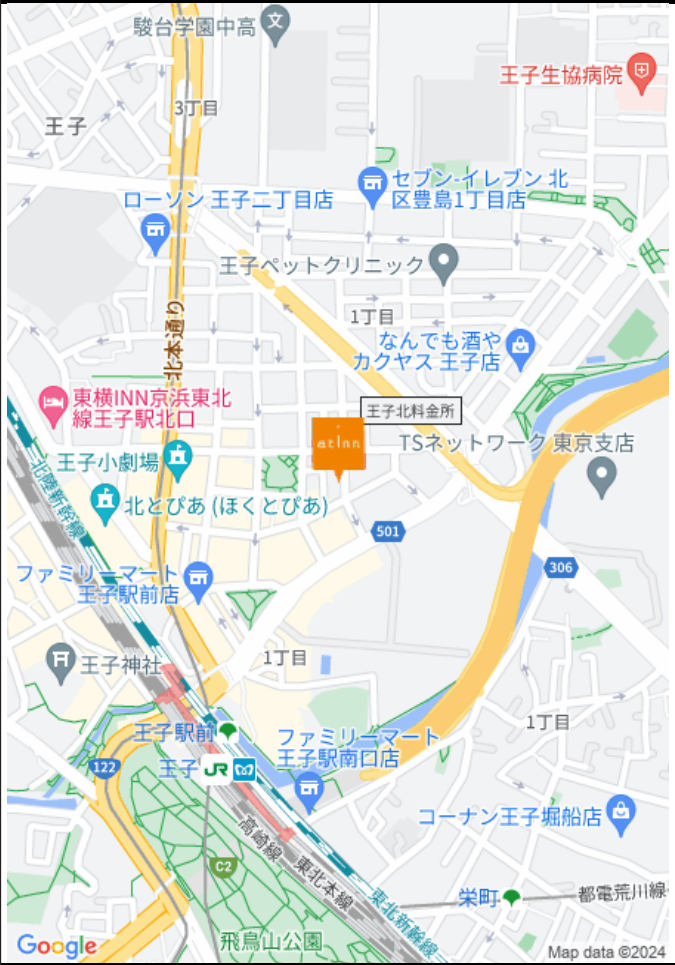 駿台学園中高
王子生協病院
3丁目
王子
セブン-イレブン 北
区豊島1丁目店
ローソン 王子二丁目店
王子ペットクリニック
1丁目
北本通り
なんでも酒や
カクヤス 王子店
東横INN京浜東北
線王子駅北口
王子北料金所
at inn
TSネットワーク 東京支店
王子小劇場
北陸新幹線
北とぴあ (ほくとぴあ)
501
306
ファミリーマート
王子駅前店
1丁目
王子神社
1丁目
王子駅前
ファミリーマート
王子駅南口店
122
王子
JR
コーナン王子堀船店
高崎線
C2
東北本線
東北新幹線
栄町
都電荒川線
飛鳥山公園
Google
Map data ©2024